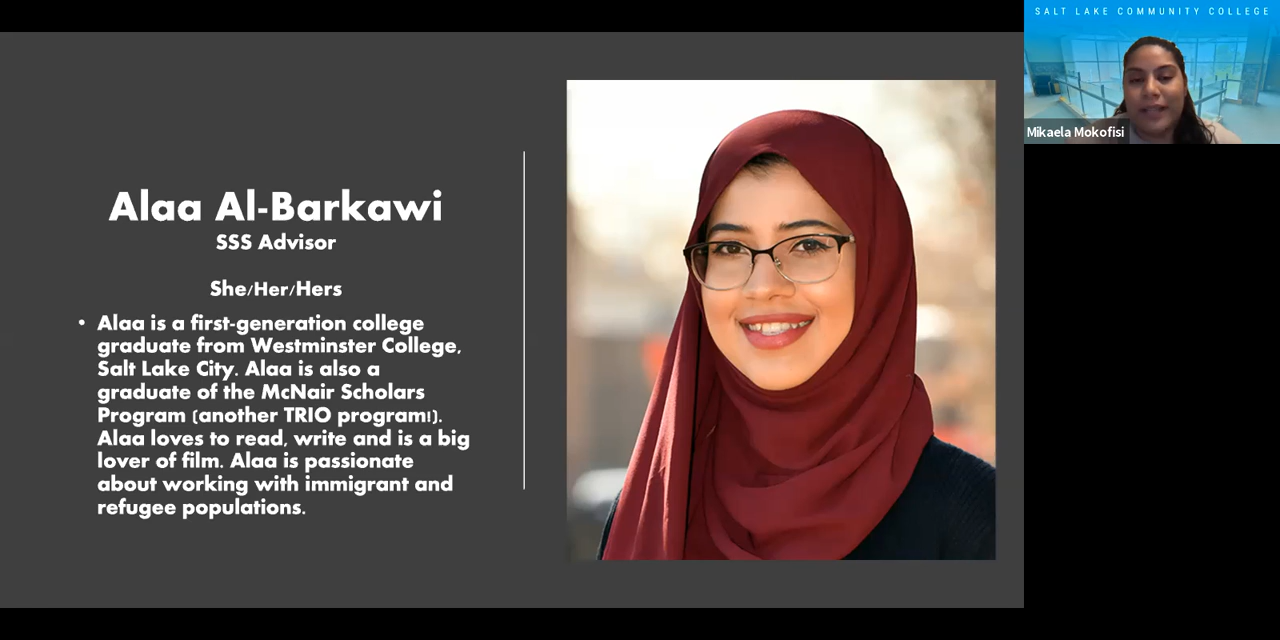 SALT LAKE COMMUNITY COLLEGE
Mikaela Mokofisi
Alaa Al-Barkawi
SSS Advisor
She/Her/Hers
• Alaa is a first-generation college
graduate from Westminster College,
Salt Lake City. Alaa is also a
graduate of the McNair Scholars
Program (another TRIO program!).
Alaa loves to read, write and is a big
lover of film. Alaa is passionate
about working with immigrant and
refugee populations.